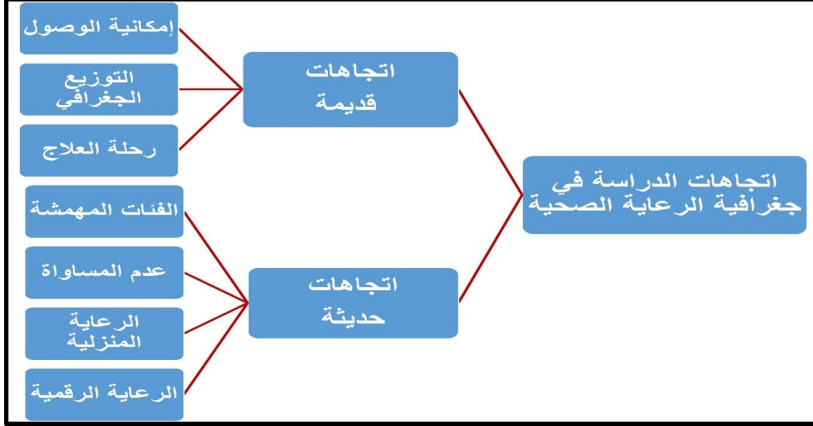 اتجاهات الدراسة في
جغرافية الرعاية الصحية
اتجاهات
قديمة
إمكانية الوصول
التوزيع
الجغرافي
رحلة العلاج
اتجاهات
حديثة
الفئات المهمشة
عدم المساواة
الرعاية
المنزلية
الرعاية الرقمية